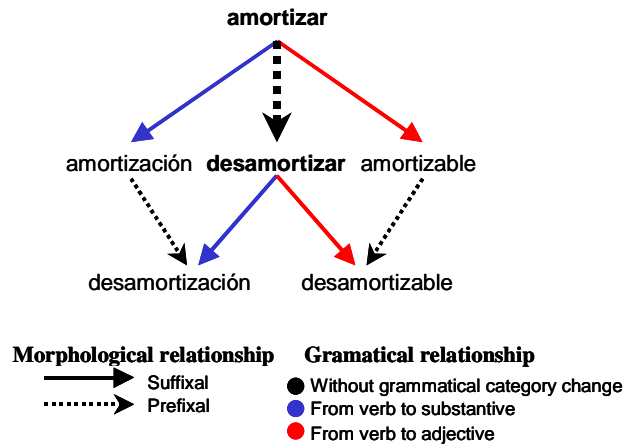 amortizar
amortización desamortizar amortizable
desamortización desamortizable
Morphological relationship
Suffixal
Prefixal
Gramatical relationship
Without grammatical category change
From verb to substantive
From verb to adjective